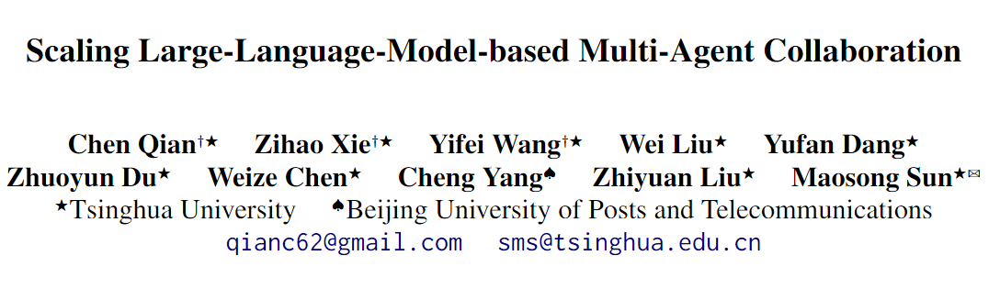 Scaling Large-Language-Model-based Multi-Agent Collaboration
Chen Qian†★ Zihao Xie†★ Yifei Wang†★ Wei Liu★ Yufan Dang★
Zhuoyun Du★ Weize Chen★ Cheng Yang♠ Zhiyuan Liu★ Maosong Sun★✉
★Tsinghua University ♠Beijing University of Posts and Telecommunications
qianc62@gmail.com sms@tsinghua.edu.cn